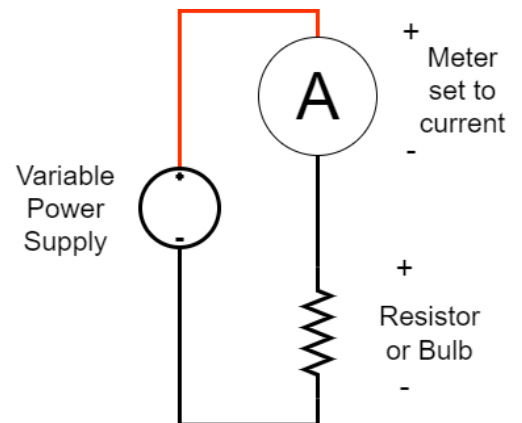 +
Meter
set to
current
-
A
Variable
Power
Supply
+
-
+
Resistor
or Bulb
-